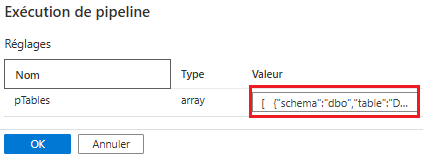 Exécution de pipeline
Réglages
Nom Type Valeur
pTables array [ {"schema":"dbo","table":"D...
OK Annuler